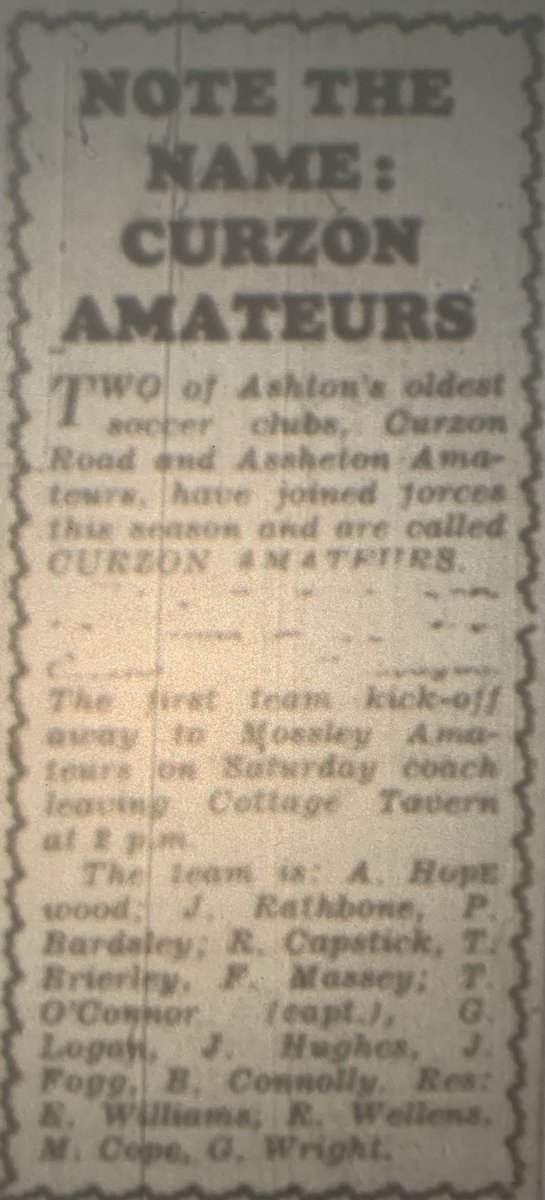 NOTE THE
NAME:
CURZON
AMATEURS
TWO of Ashton's oldest
soccer clubs, Curzon
Road and Assheton Ama-
teurs, have joined forces
this season and are called
CURZON AMATEURS.
The first team kick-off
away to Mossley Ama-
teurs on Saturday coach
leaving Cottage Tavern
at 2 p.m.
The team is: A. Hope
wood; J. Rathbone, P.
Bardsley; R. Capstick, T.
Brierley, F. Massey; T.
O'Connor (capt.), G.
Logan, J. Hughes, J.
Fogg, B. Connolly. Res:
E. Williams; R. Wellens,
M. Cope, G. Wright.